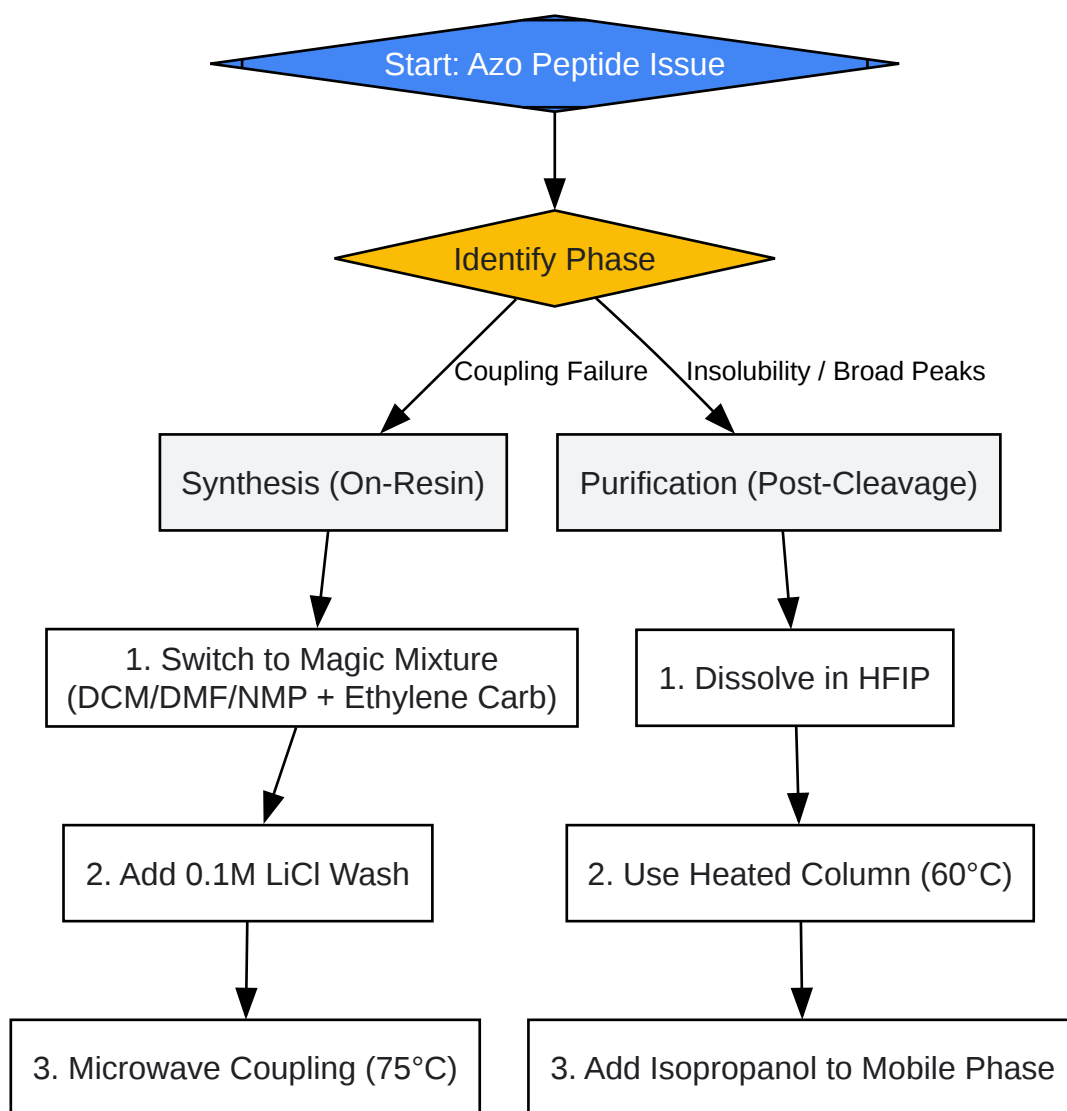 Start: Azo Peptide Issue
Identify Phase
Coupling Failure
Insolubility / Broad Peaks
Synthesis (On-Resin)
Purification (Post-Cleavage)
1. Switch to Magic Mixture
(DCM/DMF/NMP + Ethylene Carb)
1. Dissolve in HFIP
2. Add 0.1M LiCl Wash
2. Use Heated Column (60°C)
3. Microwave Coupling (75°C)
3. Add Isopropanol to Mobile Phase